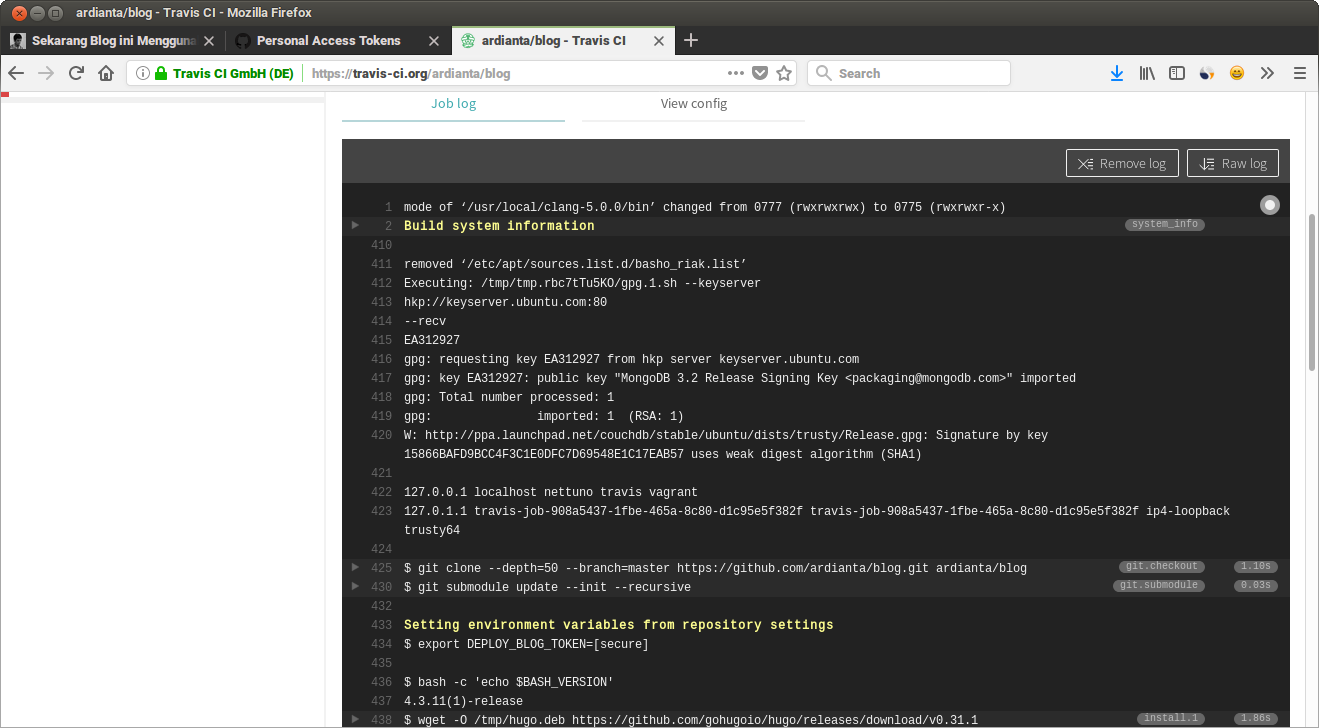 ardianta/blog - Travis CI - Mozilla Firefox
Sekarang Blog ini Mengguna
Personal Access Tokens
ardianta/blog - Travis CI
Travis CI GmbH (DE)
https://travis-ci.org/ardianta/blog
Search
Job log
View config
Remove log
Raw log
1 mode of ‘/usr/local/clang-5.0.0/bin’ changed from 0777 (rwxrwxrwx) to 0775 (rwxrwxr-x)
2 Build system information system_info
410
411 removed ‘/etc/apt/sources.list.d/basho_riak.list’
412 Executing: /tmp/tmp.rbc7tTu5KO/gpg.1.sh --keyserver
413 hkp://keyserver.ubuntu.com:80
414 --recv
415 EA312927
416 gpg: requesting key EA312927 from hkp server keyserver.ubuntu.com
417 gpg: key EA312927: public key "MongoDB 3.2 Release Signing Key <packaging@mongodb.com>" imported
418 gpg: Total number processed: 1
419 gpg:               imported: 1  (RSA: 1)
420 W: http://ppa.launchpad.net/couchdb/stable/ubuntu/dists/trusty/Release.gpg: Signature by key
15866BAFD9BCC4F3C1E0DFC7D69548E1C17EAB57 uses weak digest algorithm (SHA1)
421
422 127.0.0.1 localhost nettuno travis vagrant
423 127.0.1.1 travis-job-908a5437-1fbe-465a-8c80-d1c95e5f382f travis-job-908a5437-1fbe-465a-8c80-d1c95e5f382f ip4-loopback
trusty64
424
425 $ git clone --depth=50 --branch=master https://github.com/ardianta/blog.git ardianta/blog git.checkout 1.10s
430 $ git submodule update --init --recursive git.submodule 0.03s
432
433 Setting environment variables from repository settings
434 $ export DEPLOY_BLOG_TOKEN=[secure]
435
436 $ bash -c 'echo $BASH_VERSION'
437 4.3.11(1)-release
438 $ wget -O /tmp/hugo.deb https://github.com/gohugoio/hugo/releases/download/v0.31.1 install.1 1.86s